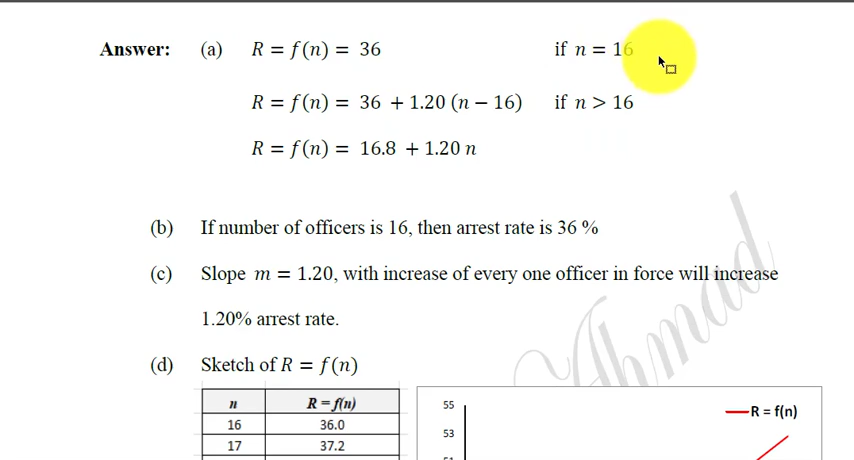 Answer: (a) R = f(n) = 36 if n = 16
R = f(n) = 36 + 1.20 (n − 16) if n > 16
R = f(n) = 16.8 + 1.20 n
(b) If number of officers is 16, then arrest rate is 36 %
(c) Slope m = 1.20, with increase of every one officer in force will increase
1.20% arrest rate.
(d) Sketch of R = f(n)
n R = f(n)
16 36.0
17 37.2
55
53
R = f(n)
Ahmad